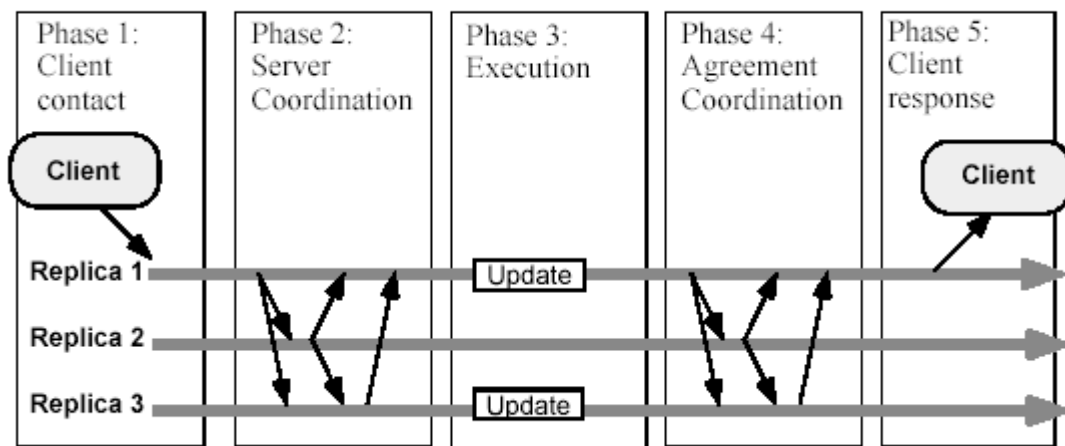 Phase 1:
Client
contact
Phase 2:
Server
Coordination
Phase 3:
Execution
Phase 4:
Agreement
Coordination
Phase 5:
Client
response
Client
Client
Replica 1
Update
Replica 2
Replica 3
Update